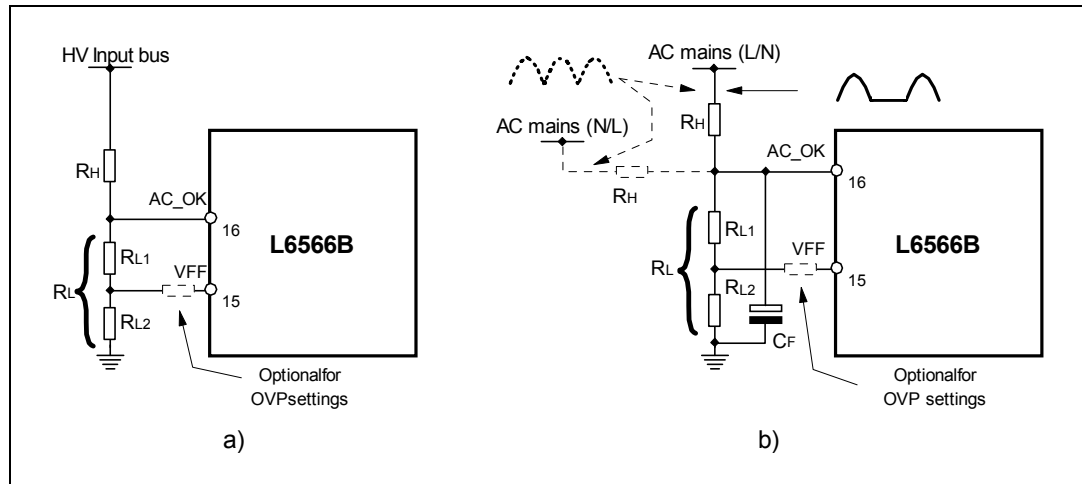 HV Input bus
RH
AC_OK
16
RL1
VFF
RL
15
RL2
L6566B
Optionalfor
OVPsettings
a)
AC mains (L/N)
RH
AC mains (N/L)
RH
AC_OK
16
RL1
VFF
RL
15
RL2
CF
L6566B
Optionalfor
OVP settings
b)